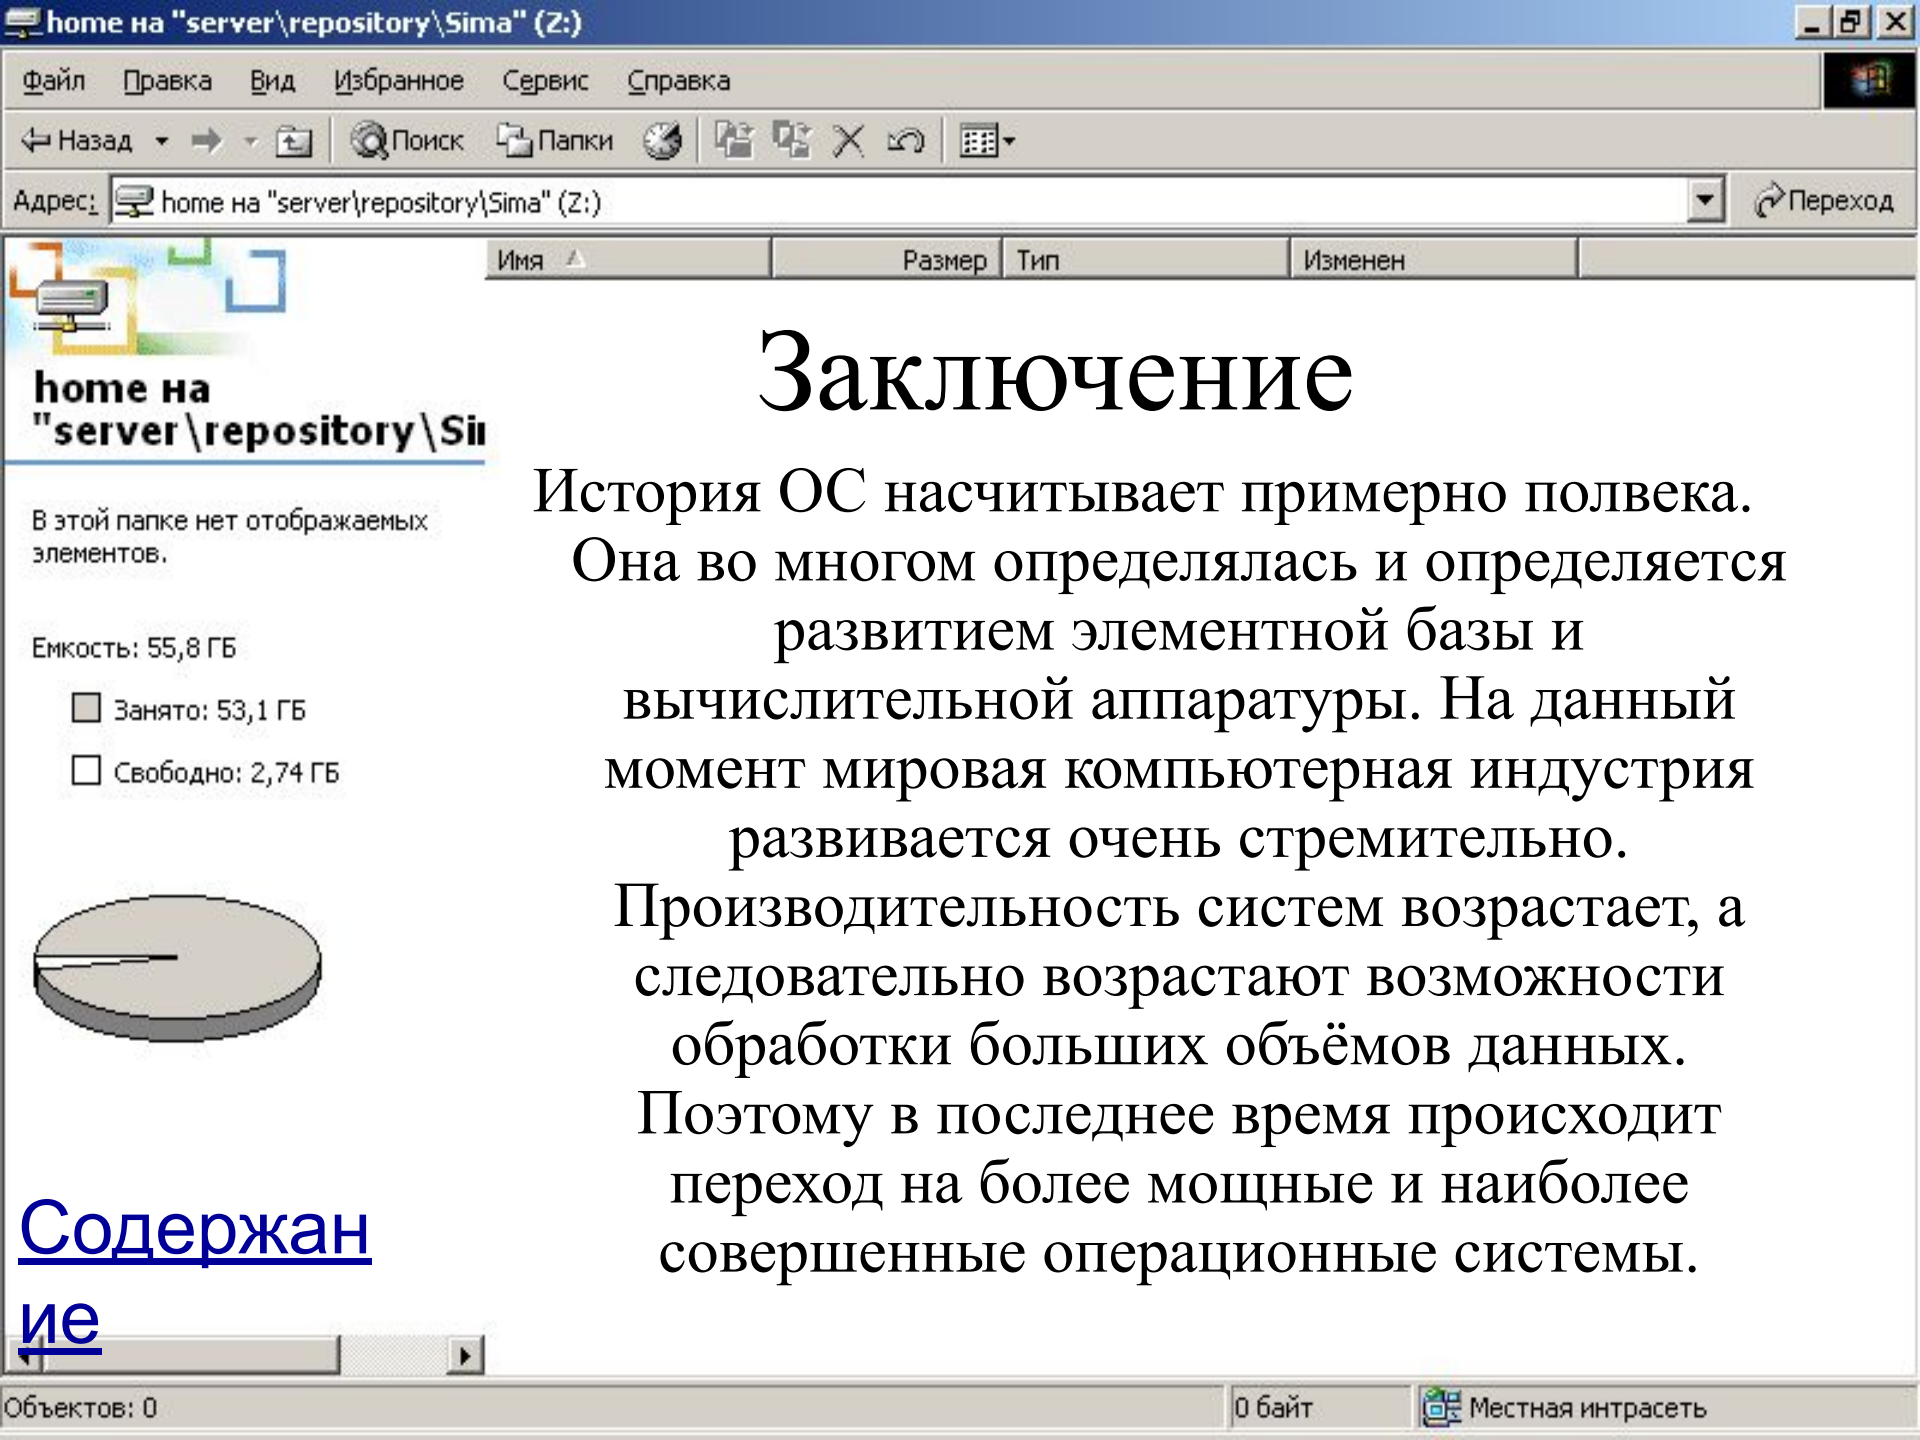 home на "server\repository\Sima" (Z:)
Файл Правка Вид Избранное Сервис Справка
Назад Поиск Папки
Адрес: home на "server\repository\Sima" (Z:) Переход
Имя Размер Тип Изменен
home на
"server\repository\Sim
В этой папке нет отображаемых
элементов.
Емкость: 55,8 ГБ
Занято: 53,1 ГБ
Свободно: 2,74 ГБ
Содержан
ие
Заключение
История ОС насчитывает примерно полвека.
Она во многом определялась и определяется
развитием элементной базы и
вычислительной аппаратуры. На данный
момент мировая компьютерная индустрия
развивается очень стремительно.
Производительность систем возрастает, а
следовательно возрастают возможности
обработки больших объёмов данных.
Поэтому в последнее время происходит
переход на более мощные и наиболее
совершенные операционные системы.
Объектов: 0 0 байт Местная интрасеть